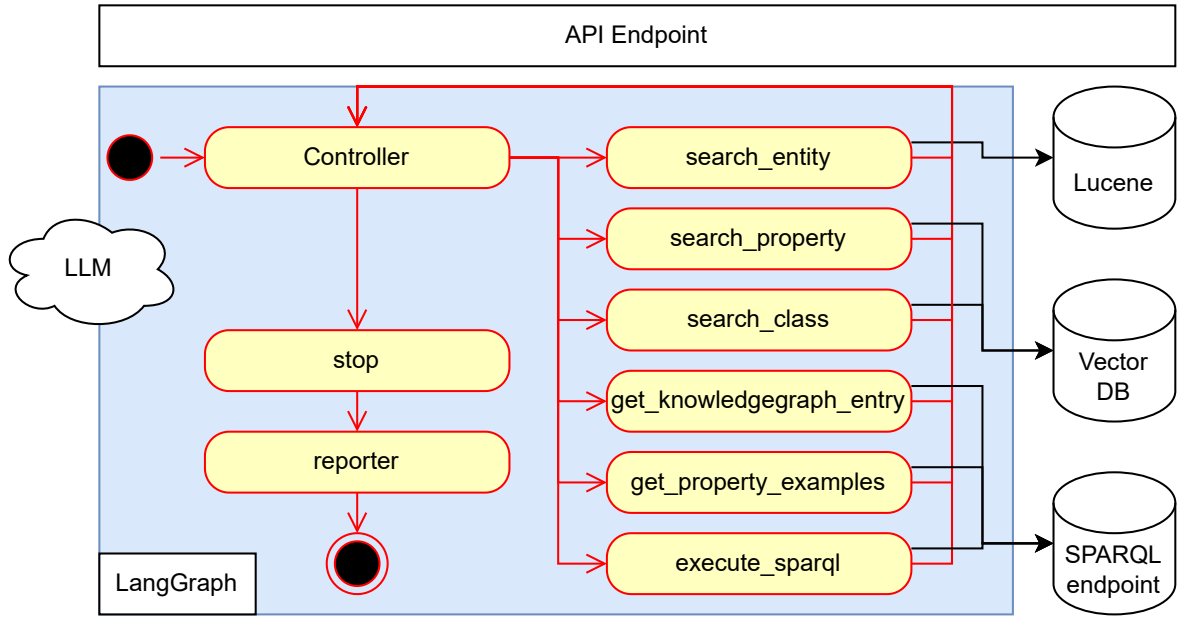 API Endpoint
Controller
search_entity
Lucene
search_property
LLM
search_class
stop
Vector
DB
get_knowledgegraph_entry
reporter
get_property_examples
execute_sparql
SPARQL
endpoint
LangGraph